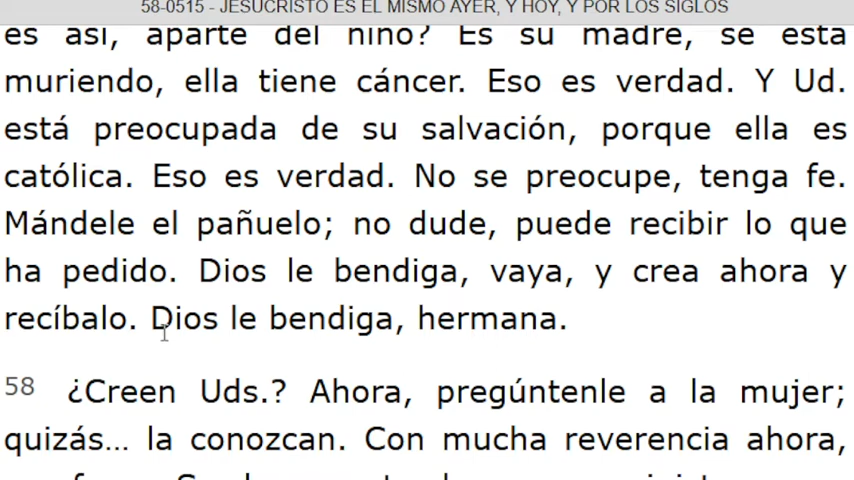 58-0515 - JESUCRISTO ES EL MISMO AYER, Y HOY, Y POR LOS SIGLOS
es así, aparte del niño? Es su madre, se está
muriendo, ella tiene cáncer. Eso es verdad. Y Ud.
está preocupada de su salvación, porque ella es
católica. Eso es verdad. No se preocupe, tenga fe.
Mándele el pañuelo; no dude, puede recibir lo que
ha pedido. Dios le bendiga, vaya, y crea ahora y
recíbalo. Dios le bendiga, hermana.
58 ¿Creen Uds.? Ahora, pregúntenle a la mujer;
quizás... la conozcan. Con mucha reverencia ahora,